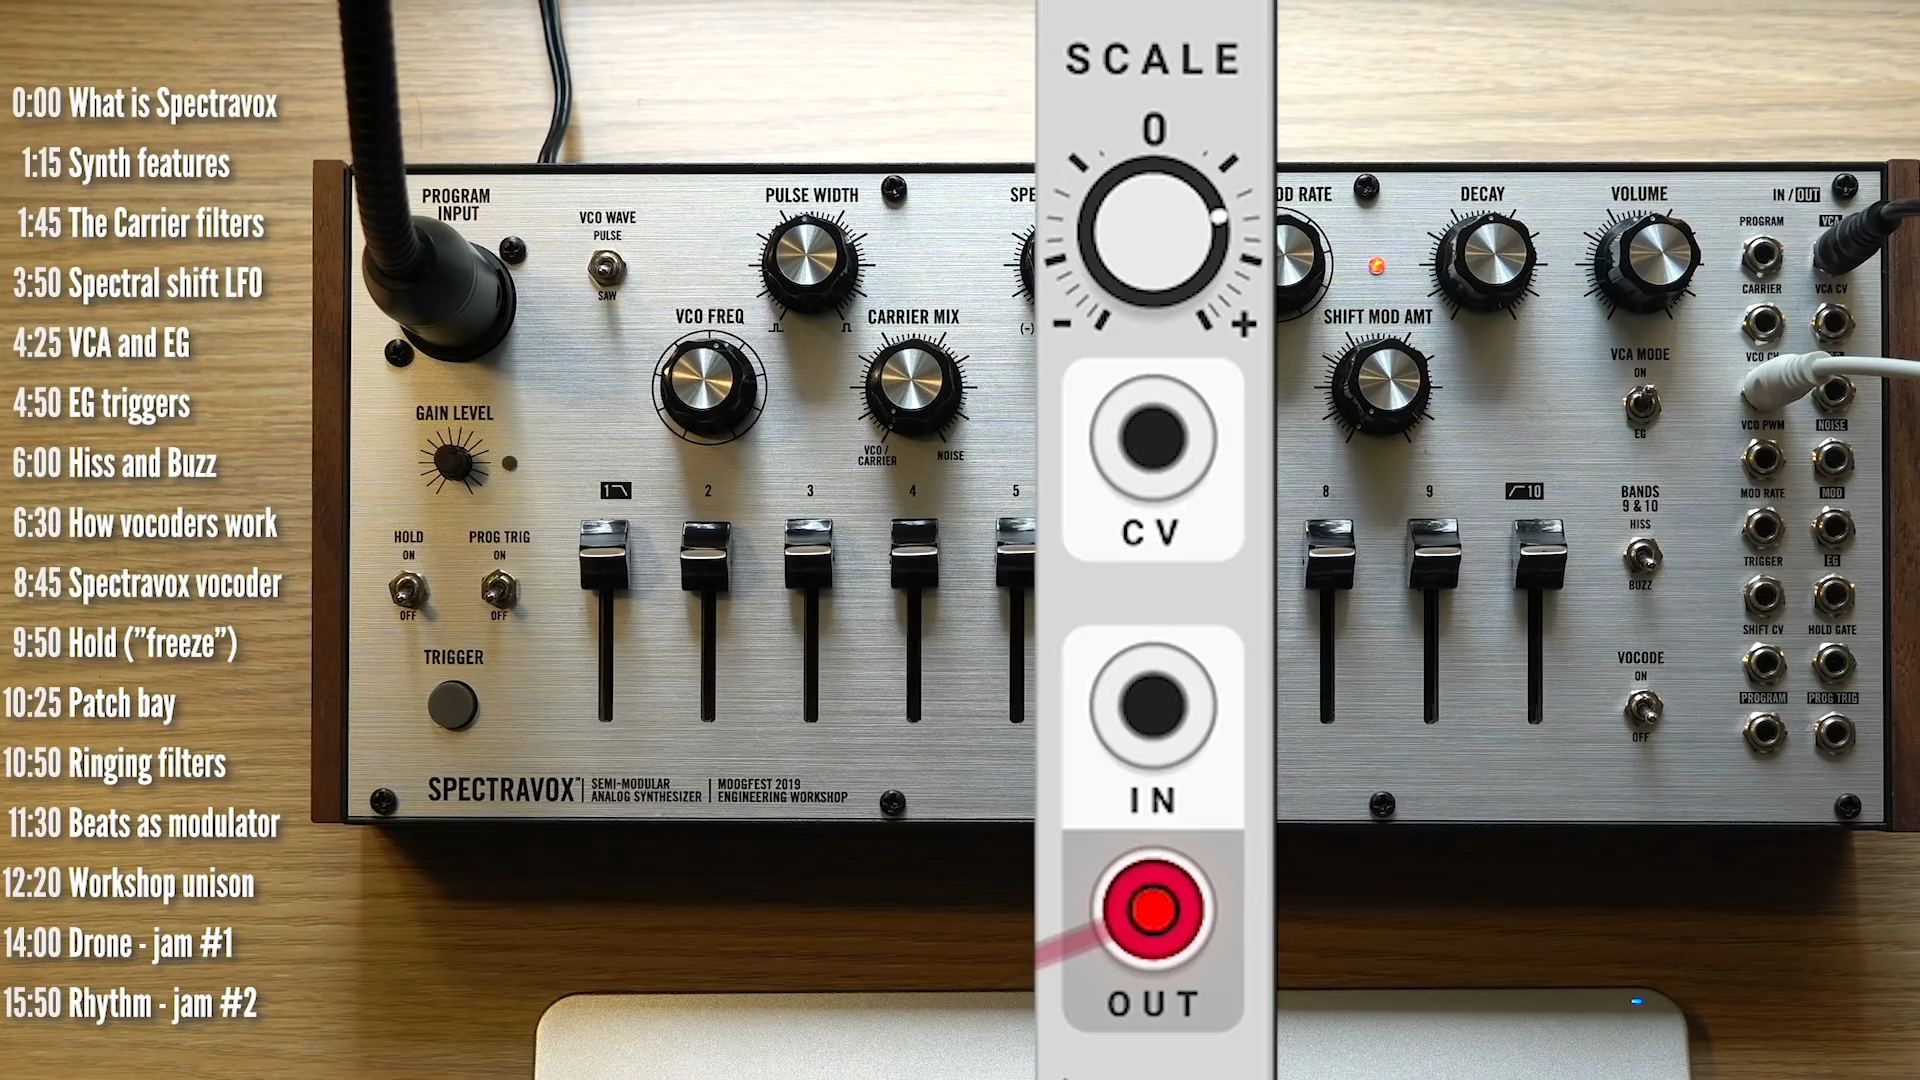 0:00 What is Spectravox
1:15 Synth features
1:45 The Carrier filters
3:50 Spectral shift LFO
4:25 VCA and EG
4:50 EG triggers
6:00 Hiss and Buzz
6:30 How vocoders work
8:45 Spectravox vocoder
9:50 Hold ("freeze")
10:25 Patch bay
10:50 Ringing filters
11:30 Beats as modulator
12:20 Workshop unison
14:00 Drone - jam #1
15:50 Rhythm - jam #2
PROGRAM
INPUT
VCO WAVE
PULSE
SAW
PULSE WIDTH
VCO FREQ
CARRIER MIX
VCO /
CARRIER
NOISE
GAIN LEVEL
HOLD
ON
OFF
PROG TRIG
ON
OFF
TRIGGER
1 2 3 4 5
SPECTRAVOX™
SEMI-MODULAR
ANALOG SYNTHESIZER
MOOGFEST 2019
ENGINEERING WORKSHOP
SCALE
0
- +
CV
IN
OUT
RATE
DECAY
VOLUME
SHIFT MOD AMT
VCA MODE
ON
EG
8 9 10
BANDS
9 & 10
HISS
BUZZ
VOCODE
ON
OFF
IN / OUT
PROGRAM VCA
CARRIER VCA CV
VCO
VCO PWM NOISE
MOD RATE MOD
TRIGGER EG
SHIFT CV HOLD GATE
PROGRAM PROG TRIG